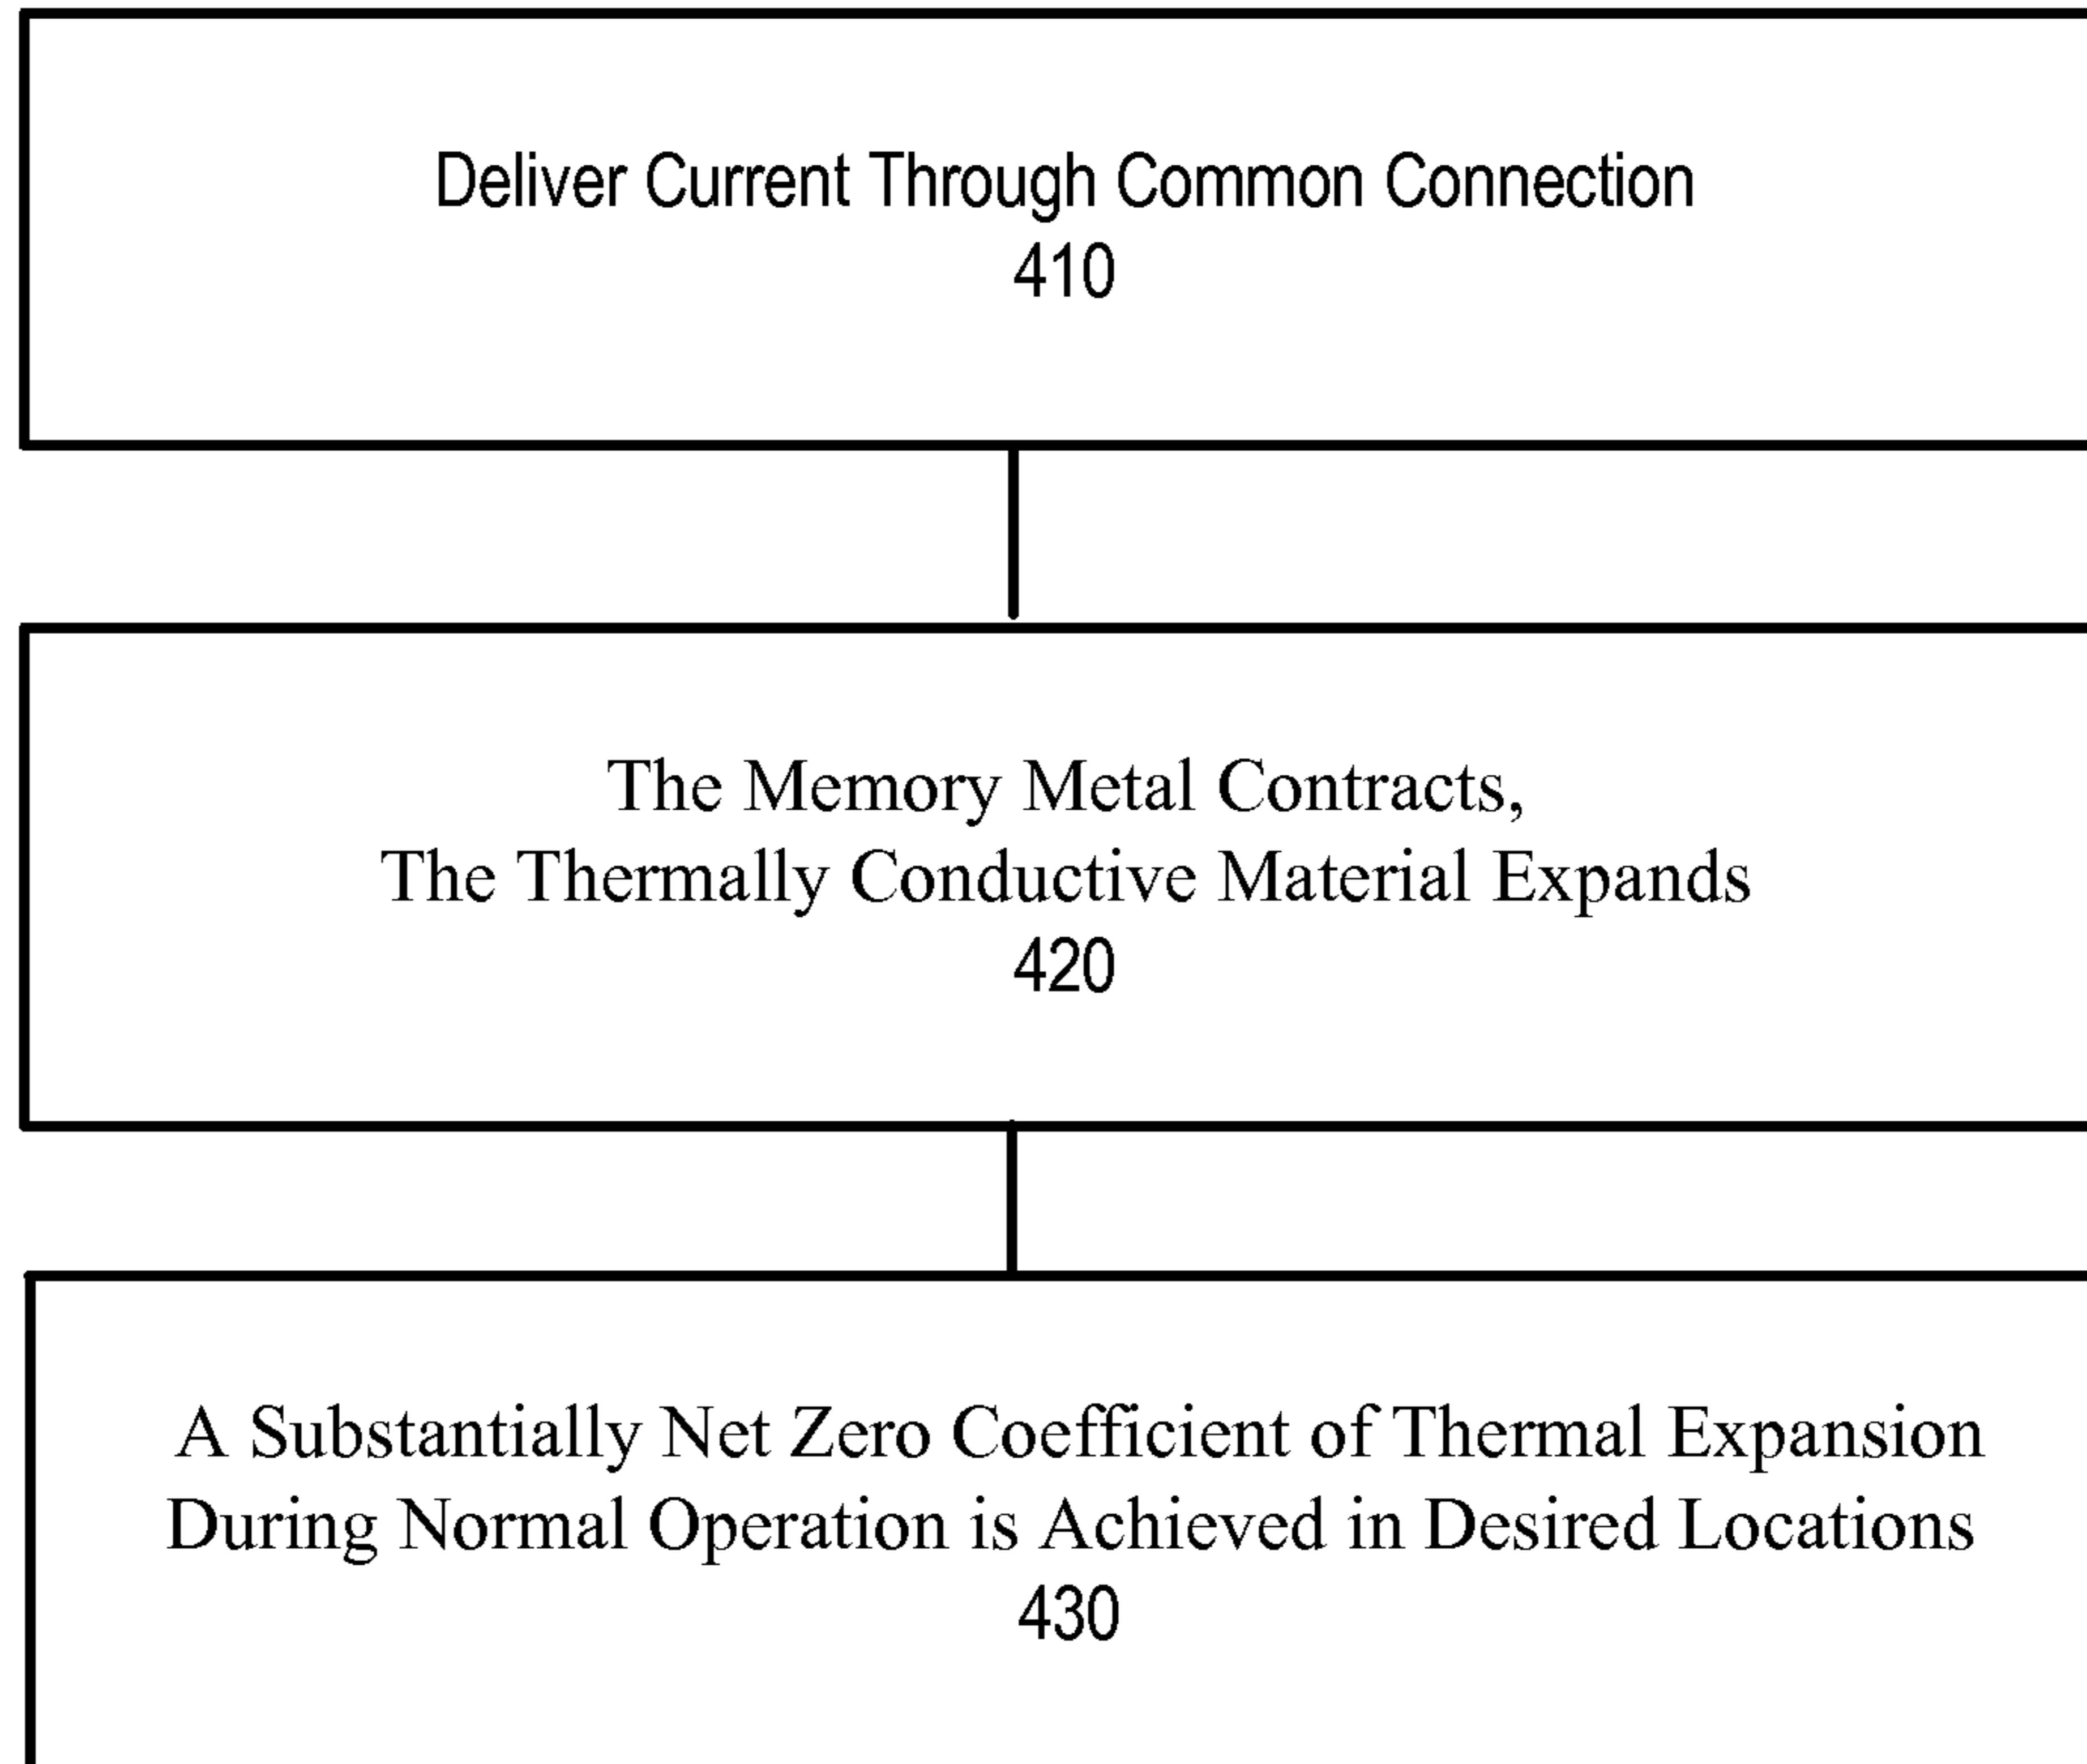 Deliver Current Through Common Connection
410
The Memory Metal Contracts,
The Thermally Conductive Material Expands
420
A Substantially Net Zero Coefficient of Thermal Expansion
During Normal Operation is Achieved in Desired Locations
430